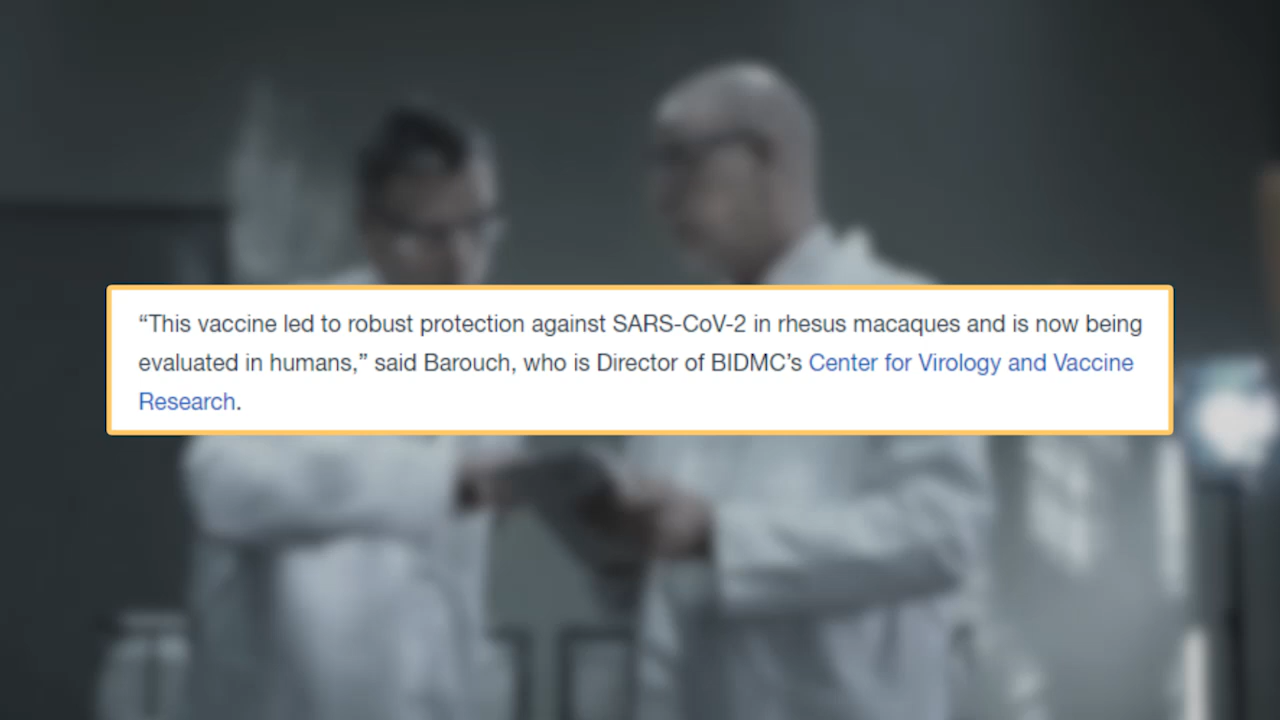 “This vaccine led to robust protection against SARS-CoV-2 in rhesus macaques and is now being
evaluated in humans,” said Barouch, who is Director of BIDMC’s Center for Virology and Vaccine
Research.